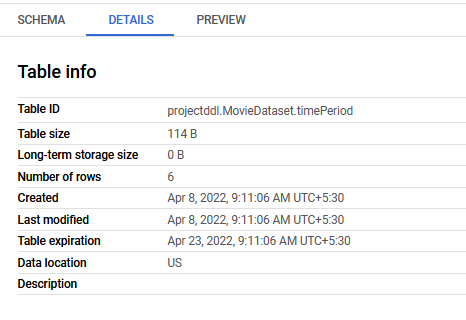 SCHEMA DETAILS PREVIEW
Table info
Table ID projectddl.MovieDataset.timePeriod
Table size 114 B
Long-term storage size 0 B
Number of rows 6
Created Apr 8, 2022, 9:11:06 AM UTC+5:30
Last modified Apr 8, 2022, 9:11:06 AM UTC+5:30
Table expiration Apr 23, 2022, 9:11:06 AM UTC+5:30
Data location US
Description